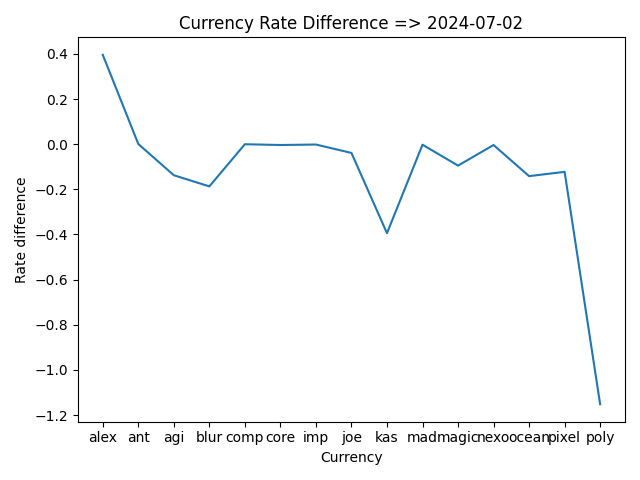 Currency Rate Difference => 2024-07-02
0.4
0.2
0.0
−0.2
−0.4
−0.6
−0.8
−1.0
−1.2
Rate difference
alex ant agi blur comp core imp joe kas mad magic nexo ocean pixel poly
Currency